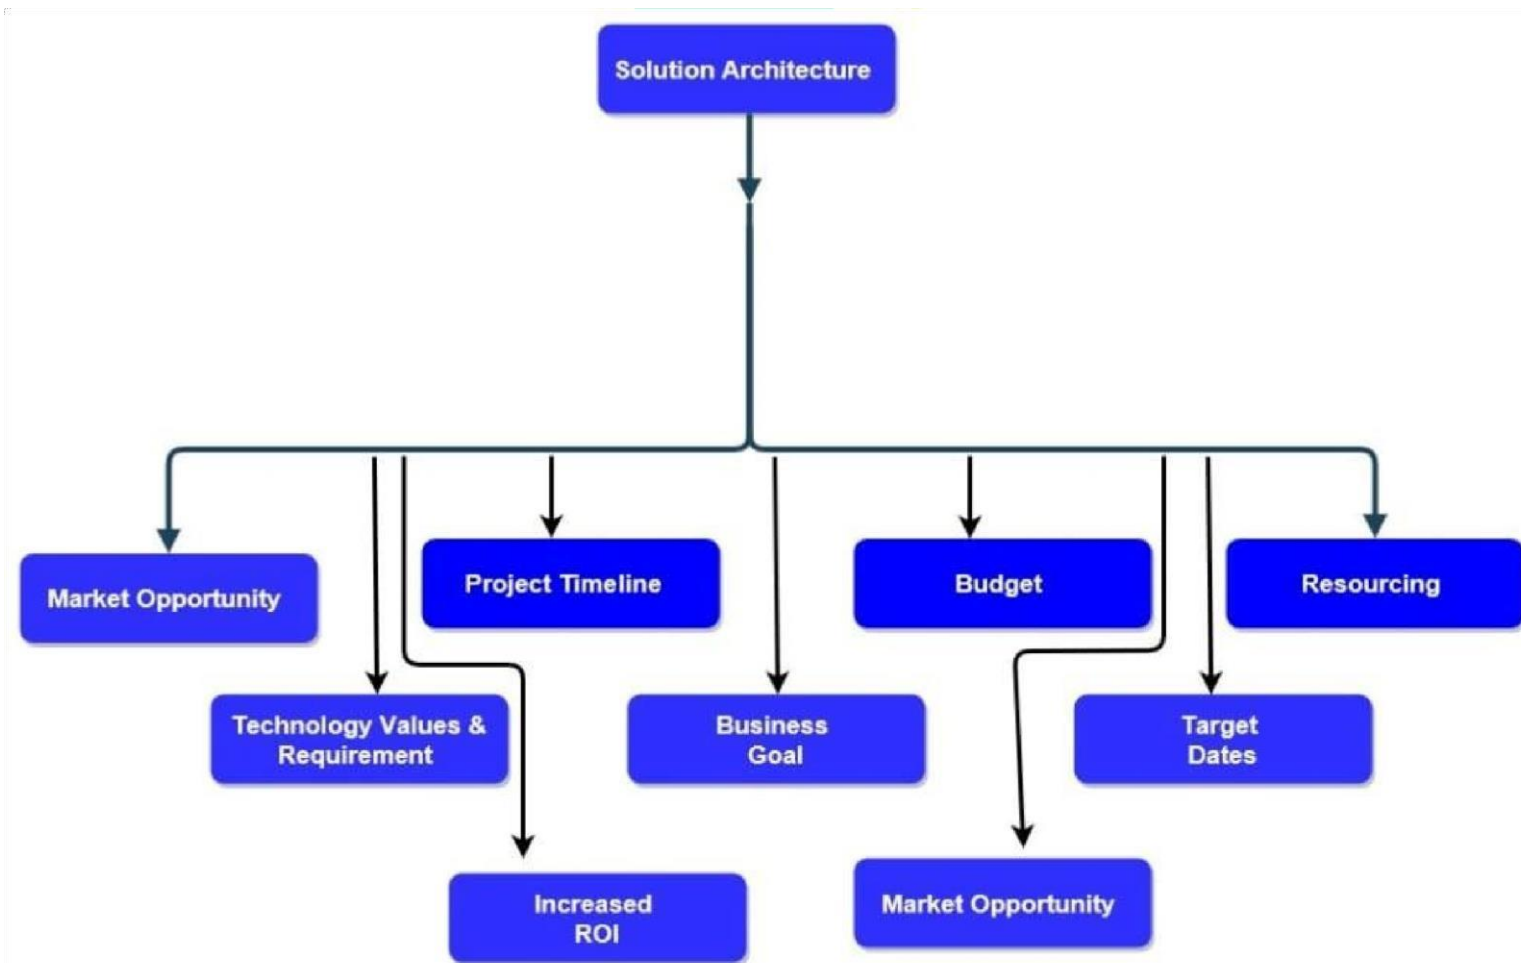 Solution Architecture
Project Timeline
Budget
Resourcing
Market Opportunity
Technology Values &
Requirement
Business
Goal
Target
Dates
Increased
ROI
Market Opportunity